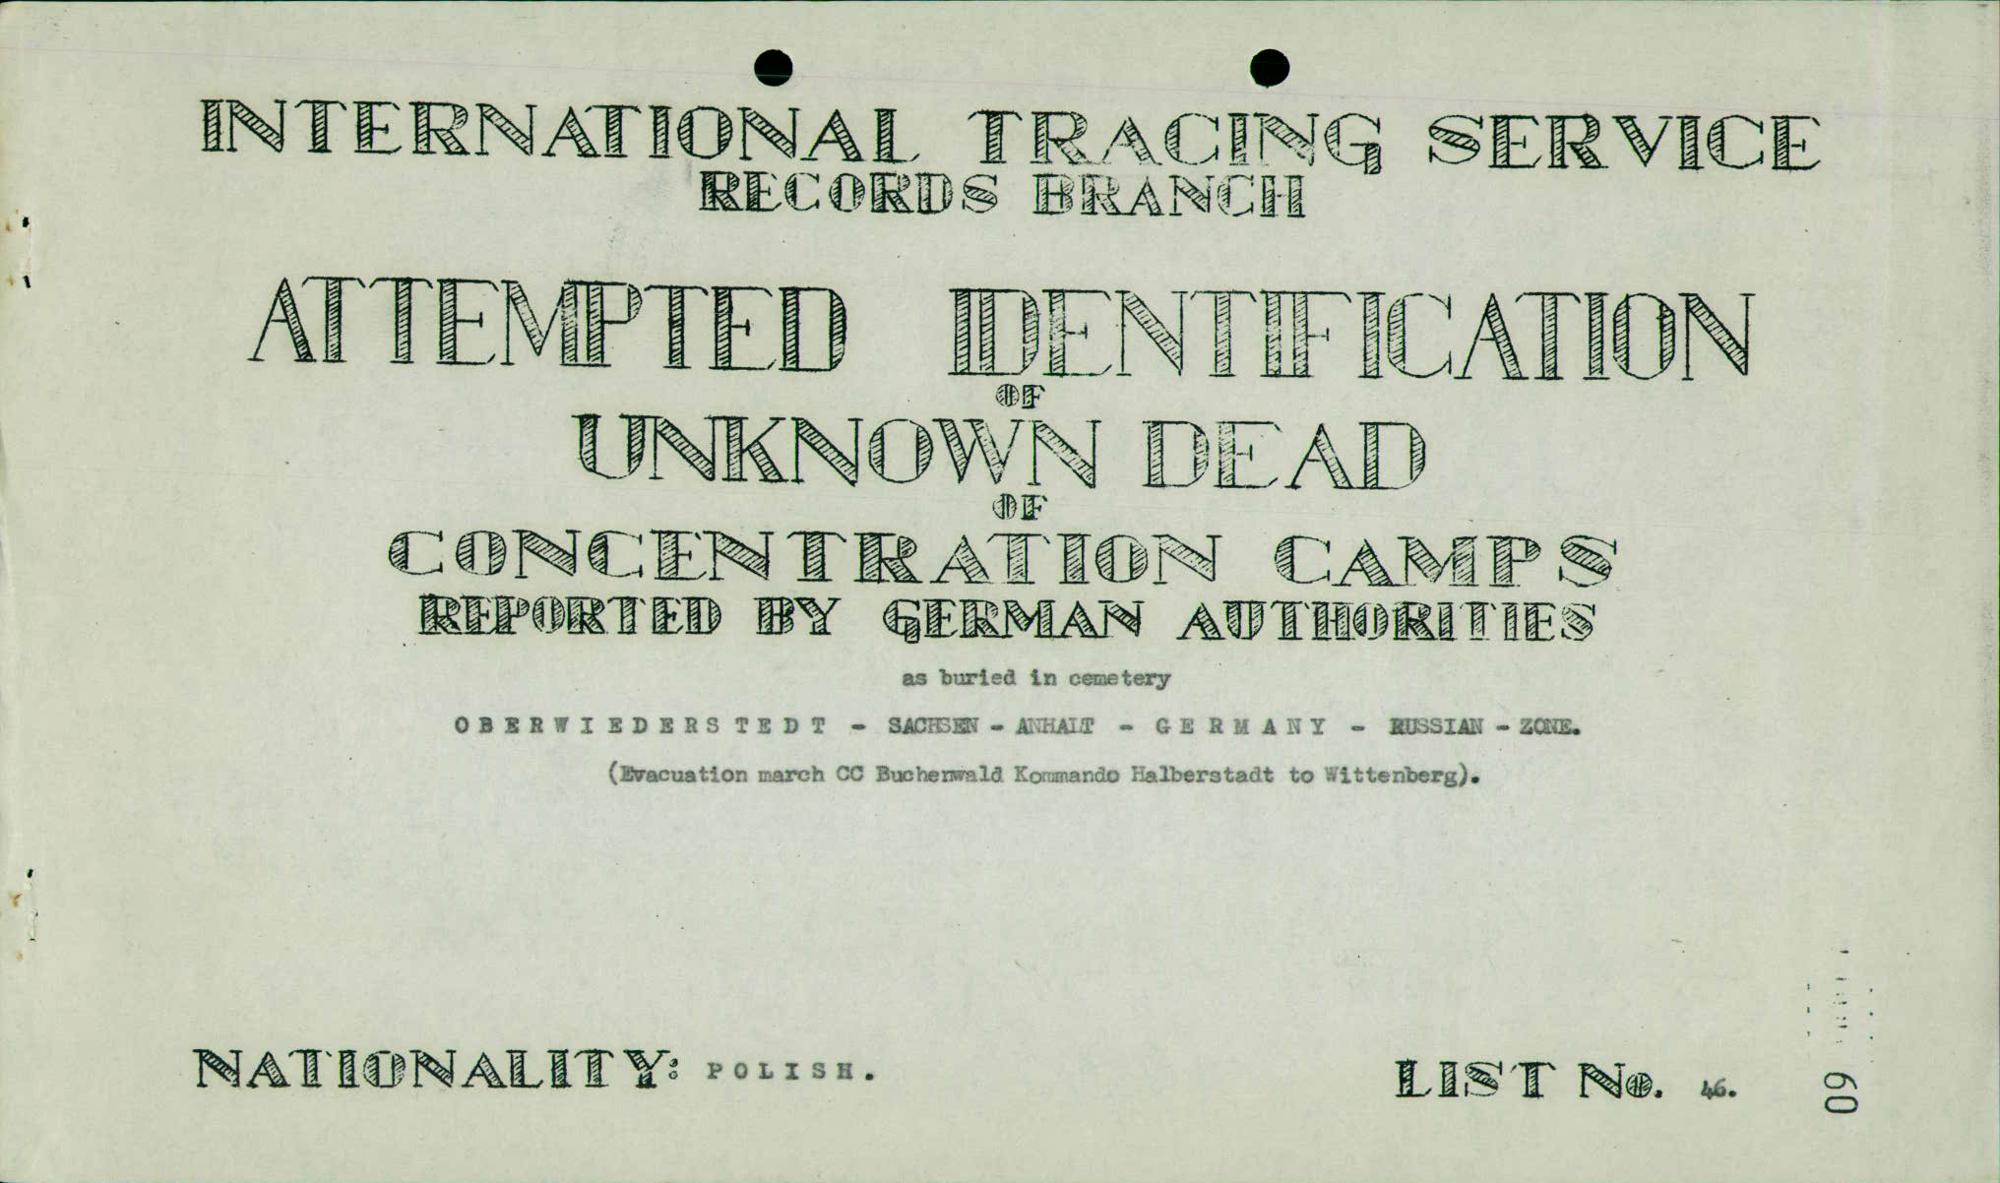 INTERNATIONAL TRACING SERVICE
RECORDS BRANCH
ATTEMPTED IDENTIFICATION
OF
UNKNOWN DEAD
OF
CONCENTRATION CAMPS
REPORTED BY GERMAN AUTHORITIES
as buried in cemetery
OBERWIEDERSTEDT - SACHSEN - ANHALT - GERMANY - RUSSIAN - ZONE.
(Evacuation march CC Buchenwald Kommando Halberstadt to Wittenberg).
NATIONALITY: POLISH.
LIST No. 46.
60